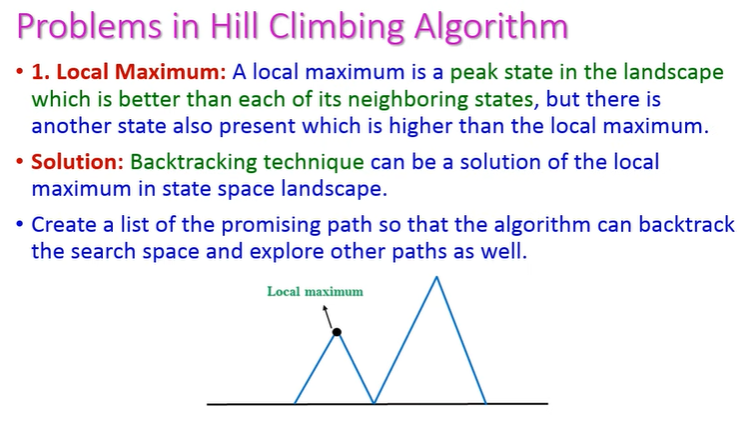 Problems in Hill Climbing Algorithm
• 1. Local Maximum: A local maximum is a peak state in the landscape
which is better than each of its neighboring states, but there is
another state also present which is higher than the local maximum.
• Solution: Backtracking technique can be a solution of the local
maximum in state space landscape.
• Create a list of the promising path so that the algorithm can backtrack
the search space and explore other paths as well.
Local maximum